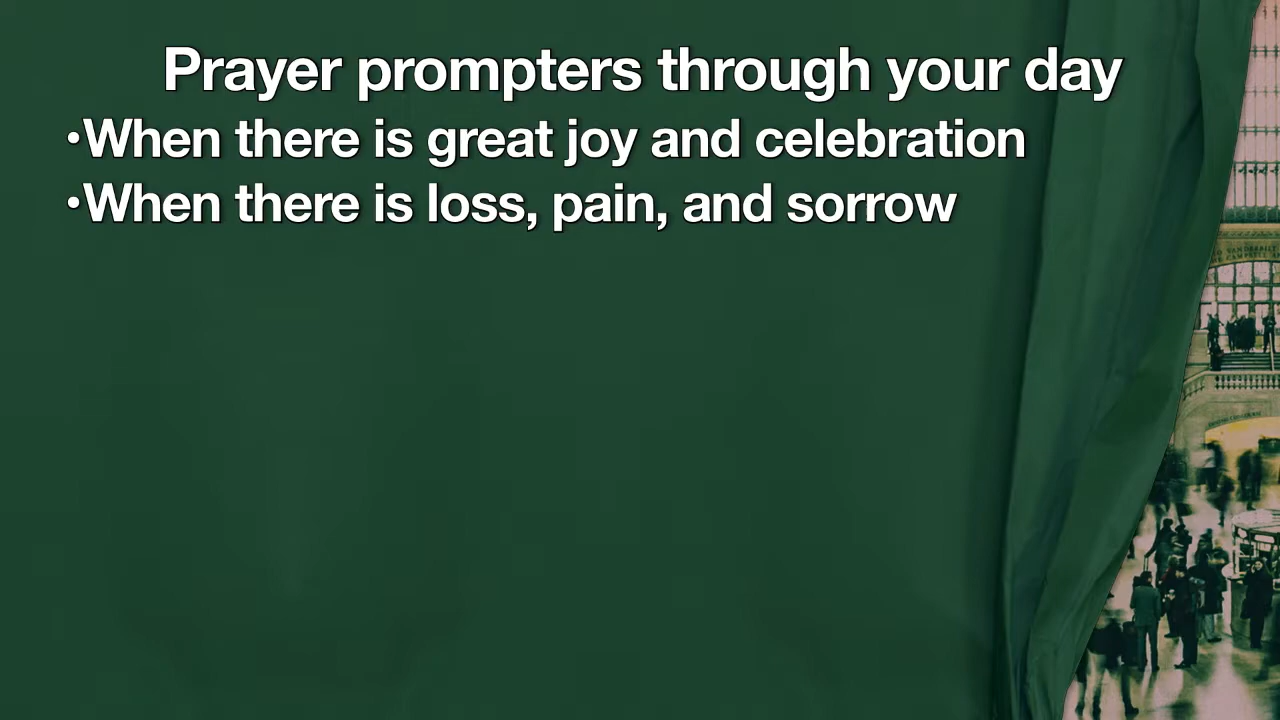 Prayer prompters through your day
•When there is great joy and celebration
•When there is loss, pain, and sorrow